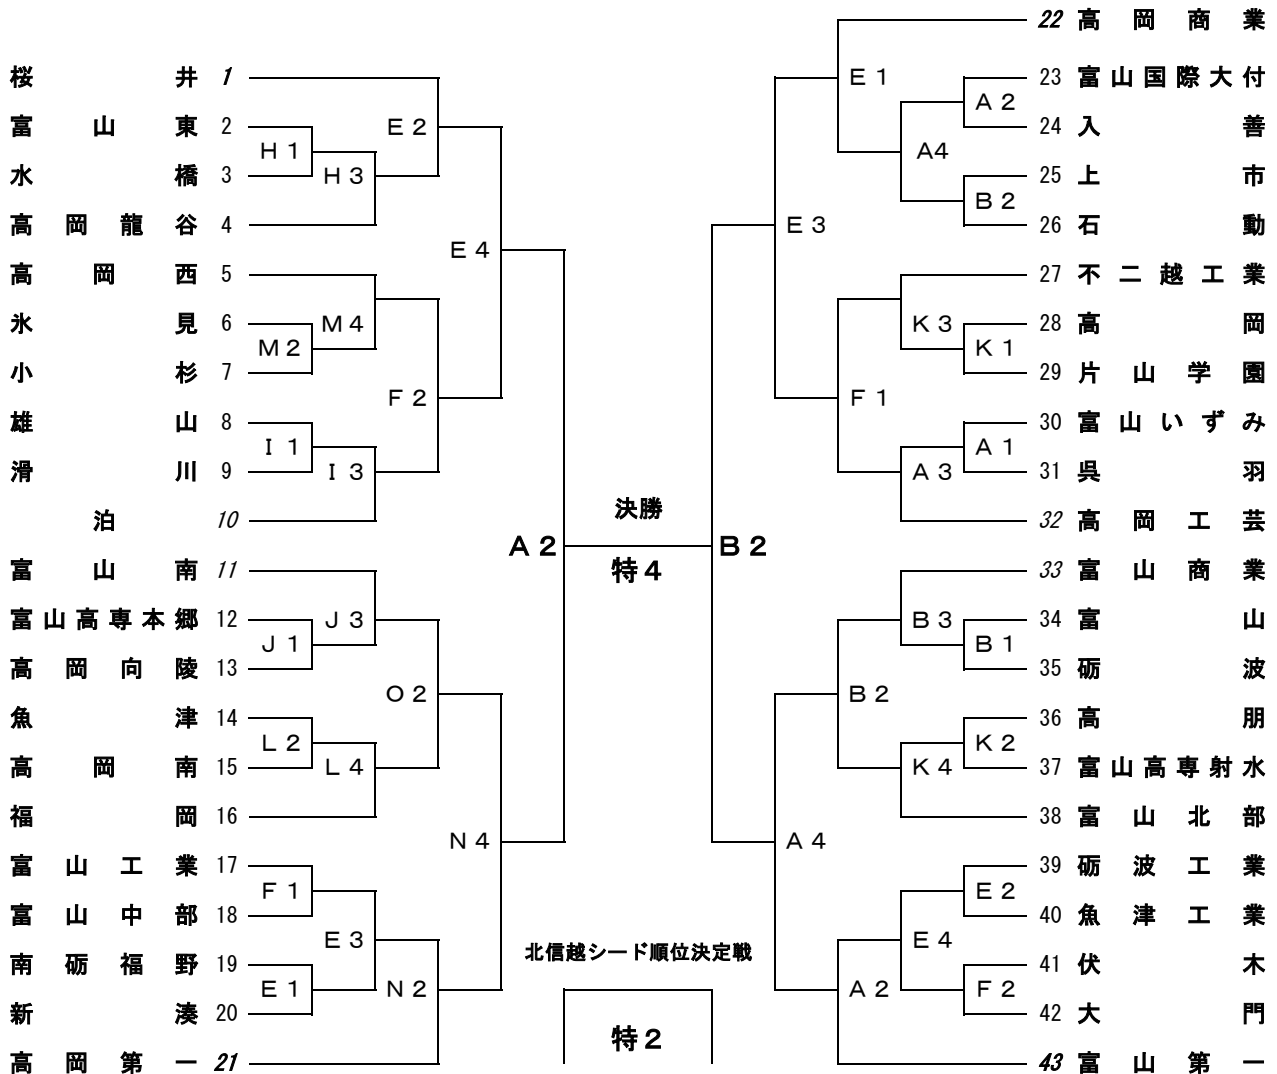 桜井 1
富山東 2
水橋 3
高岡龍谷 4
高岡西 5
氷見 6
小杉 7
雄山 8
滑川 9
泊 10
富山南 11
富山高専本郷 12
高岡向陵 13
魚津 14
高岡南 15
福岡 16
富山工業 17
富山中部 18
南砺福野 19
新湊 20
高岡第一 21
H1
H3
E2
M2
M4
I1
I3
F2
E4
J1
J3
L2
L4
O2
F1
E1
E3
N2
N4
A2
決勝
特4
B2
北信越シード順位決定戦
特2
E1
A2
A4
B2
E3
K3
K1
F1
A1
A3
B3
B1
B2
K2
K4
A4
E2
E4
F2
A2
22 高岡商業
23 富山国際大付
24 入善
25 上市
26 石動
27 不二越工業
28 高岡
29 片山学園
30 富山いずみ
31 呉羽
32 高岡工芸
33 富山商業
34 富山
35 砺波
36 高朋
37 富山高専射水
38 富山北部
39 砺波工業
40 魚津工業
41 伏木
42 大門
43 富山第一